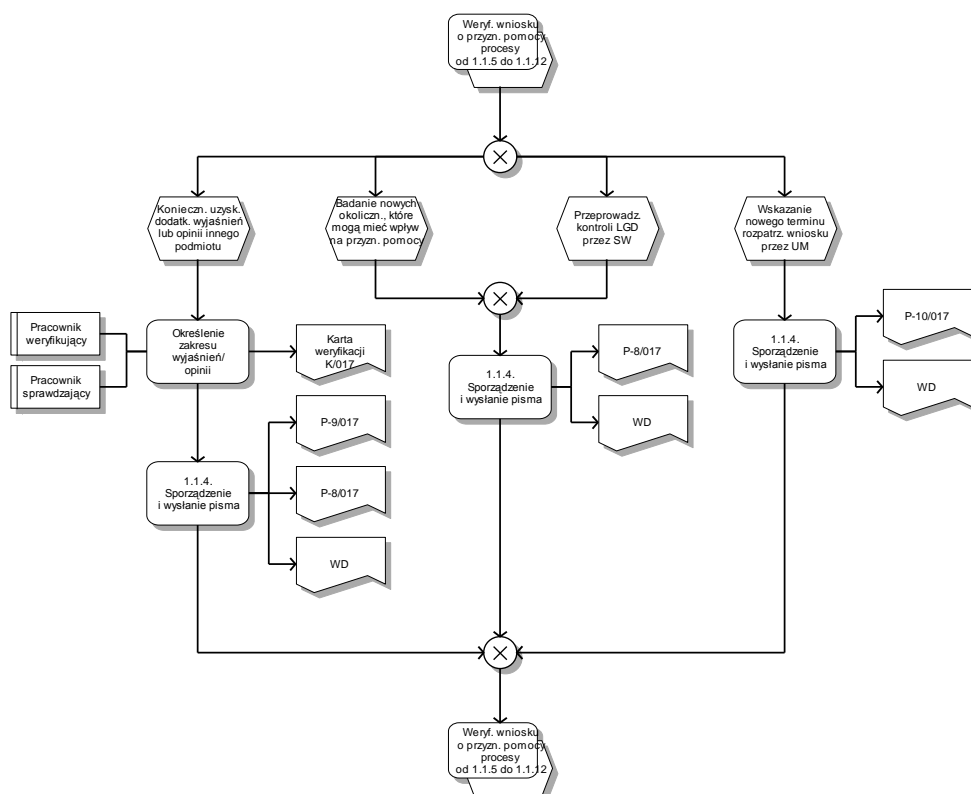 Weryf. wniosku
o przyzn. pomocy
procesy
od 1.1.5 do 1.1.12
Konieczn. uzysk.
dodatk. wyjaśnień
lub opinii innego
podmiotu
Badanie nowych
okoliczn., które
mogą mieć wpływ
na przyzn. pomocy
Przeprowadz.
kontroli LGD
przez SW
Wskazanie
nowego terminu
rozpatrz. wniosku
przez UM
Pracownik
weryfikujący
Pracownik
sprawdzający
Określenie
zakresu
wyjaśnień/
opinii
Karta
weryfikacji
K/017
P-8/017
P-10/017
1.1.4.
Sporządzenie
i wysłanie pisma
1.1.4.
Sporządzenie
i wysłanie pisma
WD
WD
P-9/017
1.1.4.
Sporządzenie
i wysłanie pisma
P-8/017
WD
Weryf. wniosku
o przyzn. pomocy
procesy
od 1.1.5 do 1.1.12